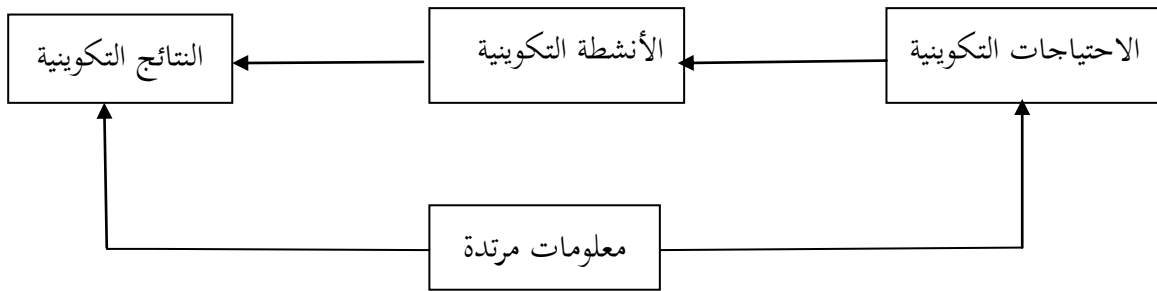 الاحتياجات التكوينية
الأنشطة التكوينية
النتائج التكوينية
معلومات مرتدة